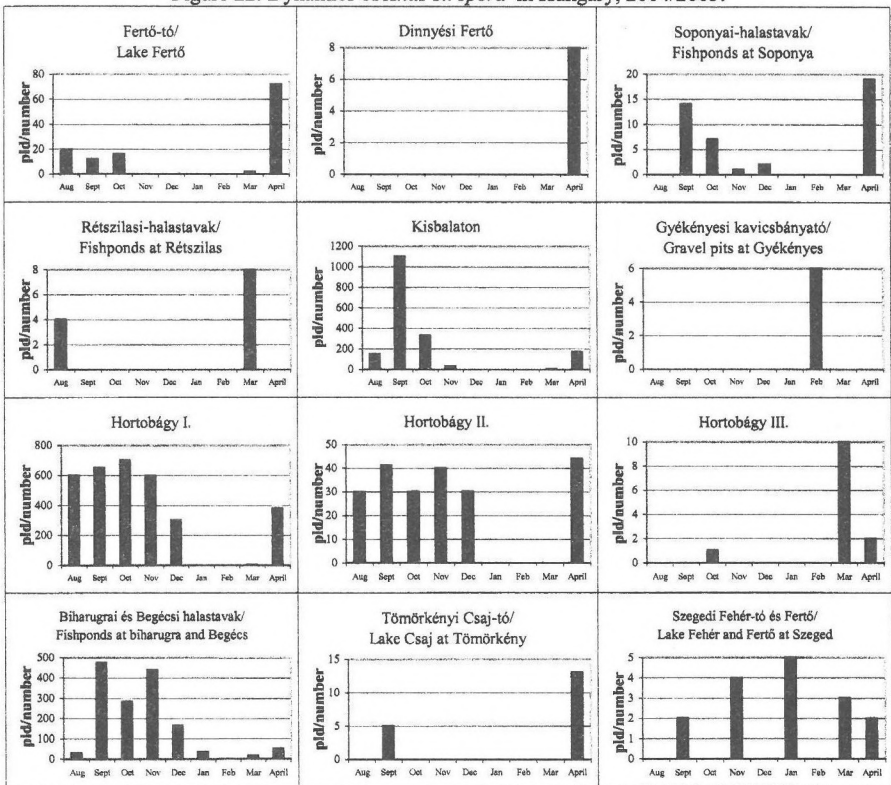 Fertő-tó/
Lake Fertő
pld/number
80
60
40
20
0
Aug Sept Oct Nov Dec Jan Feb Mar April
Dinnyési Fertő
pld/number
8
6
4
2
0
Aug Sept Oct Nov Dec Jan Feb Mar April
Soponyai-halastavak/
Fishponds at Soponya
pld/number
20
15
10
5
0
Aug Sept Oct Nov Dec Jan Feb Mar April
Rétszilasi-halastavak/
Fishponds at Rétszilas
pld/number
8
6
4
2
0
Aug Sept Oct Nov Dec Jan Feb Mar April
Kisbalaton
pld/number
1200
1000
800
600
400
200
0
Aug Sept Oct Nov Dec Jan Feb Mar April
Gyékényesi kavicsbányató/
Gravel pits at Gyékényes
pld/number
6
4
2
0
Aug Sept Oct Nov Dec Jan Feb Mar April
Hortobágy I.
pld/number
800
600
400
200
0
Aug Sept Oct Nov Dec Jan Feb Mar April
Hortobágy II.
pld/number
50
40
30
20
10
0
Aug Sept Oct Nov Dec Jan Feb Mar April
Hortobágy III.
pld/number
10
8
6
4
2
0
Aug Sept Oct Nov Dec Jan Feb Mar April
Biharugrai és Begécsi halastavak/
Fishponds at biharugra and Begécs
pld/number
500
400
300
200
100
0
Aug Sept Oct Nov Dec Jan Feb Mar April
Tömörkényi Csaj-tó/
Lake Csaj at Tömörkény
pld/number
15
10
5
0
Aug Sept Oct Nov Dec Jan Feb Mar April
Szegedi Fehér-tó és Fertő/
Lake Fehér and Fertő at Szeged
pld/number
5
4
3
2
1
0
Aug Sept Oct Nov Dec Jan Feb Mar April